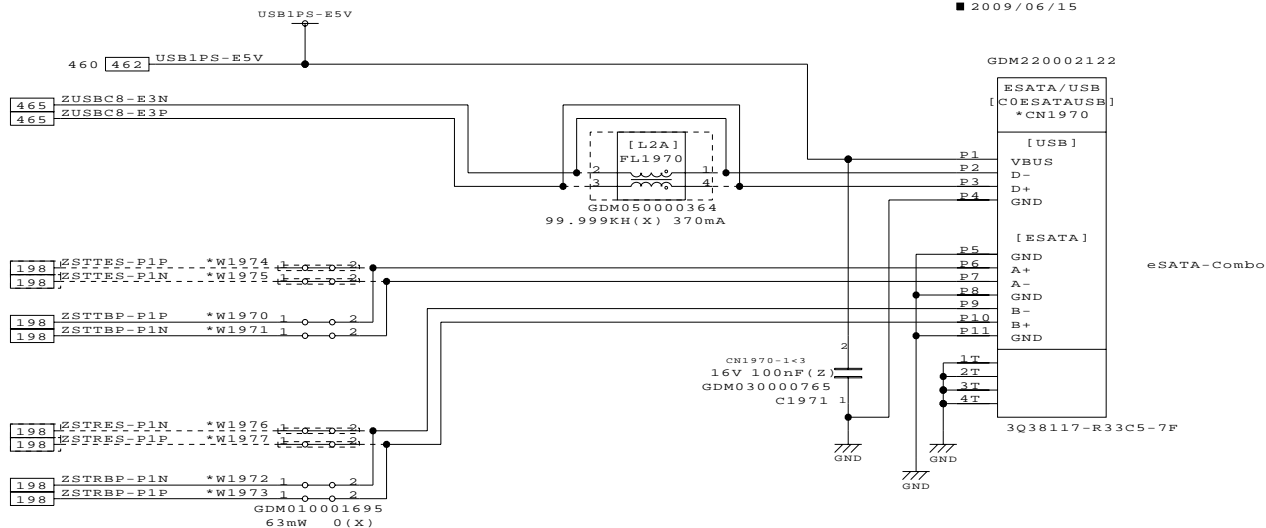 ■ 2009/06/15
USB1PS-E5V
460 462 USB1PS-E5V
GDM220002122
465 ZUSBC8-E3N
465 ZUSBC8-E3P
ESATA/USB
[C0ESATAUSB]
*CN1970
[L2A]
FL1970
2 1
3 4
GDM050000364
99.999KH(X) 370mA
[USB]
P1 VBUS
P2 D-
P3 D+
P4 GND
[ESATA]
P5 GND
P6 A+
P7 A-
P8 GND
P9 B-
P10 B+
P11 GND
eSATA-Combo
1T
2T
3T
4T
3Q38117-R33C5-7F
198 ZSTTES-P1P *W1974 1 2
198 ZSTTES-P1N *W1975 1 2
198 ZSTTBP-P1P *W1970 1 2
198 ZSTTBP-P1N *W1971 1 2
2
CN1970-1<3
16V 100nF(Z)
GDM030000765
C1971 1
GND
GND
GND
198 ZSTRES-P1N *W1976 1 2
198 ZSTRES-P1P *W1977 1 2
198 ZSTRBP-P1N *W1972 1 2
198 ZSTRBP-P1P *W1973 1 2
GDM010001695
63mW 0(X)